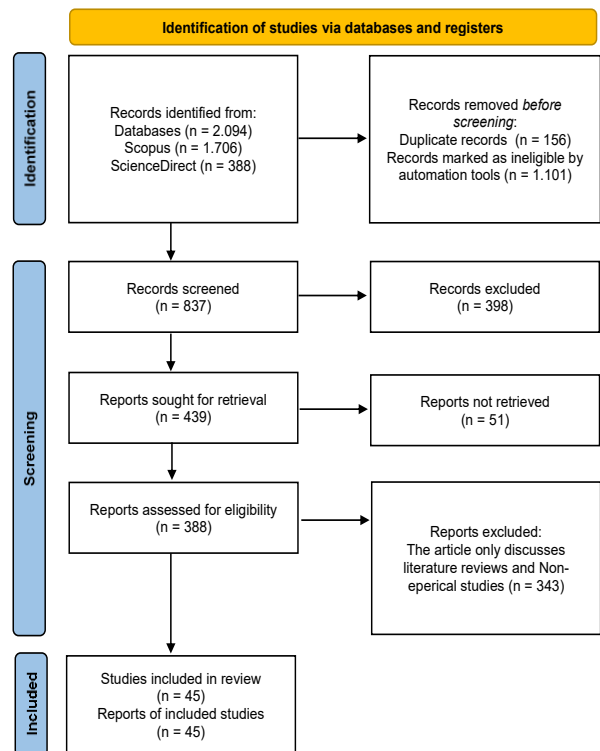 Identification of studies via databases and registers
Identification
Records identified from:
Databases (n = 2.094)
Scopus (n = 1.706)
ScienceDirect (n = 388)
Records removed before
screening:
Duplicate records (n = 156)
Records marked as ineligible by
automation tools (n = 1.101)
Screening
Records screened
(n = 837)
Records excluded
(n = 398)
Reports sought for retrieval
(n = 439)
Reports not retrieved
(n = 51)
Reports assessed for eligibility
(n = 388)
Reports excluded:
The article only discusses
literature reviews and Non-
eperical studies (n = 343)
Included
Studies included in review
(n = 45)
Reports of included studies
(n = 45)